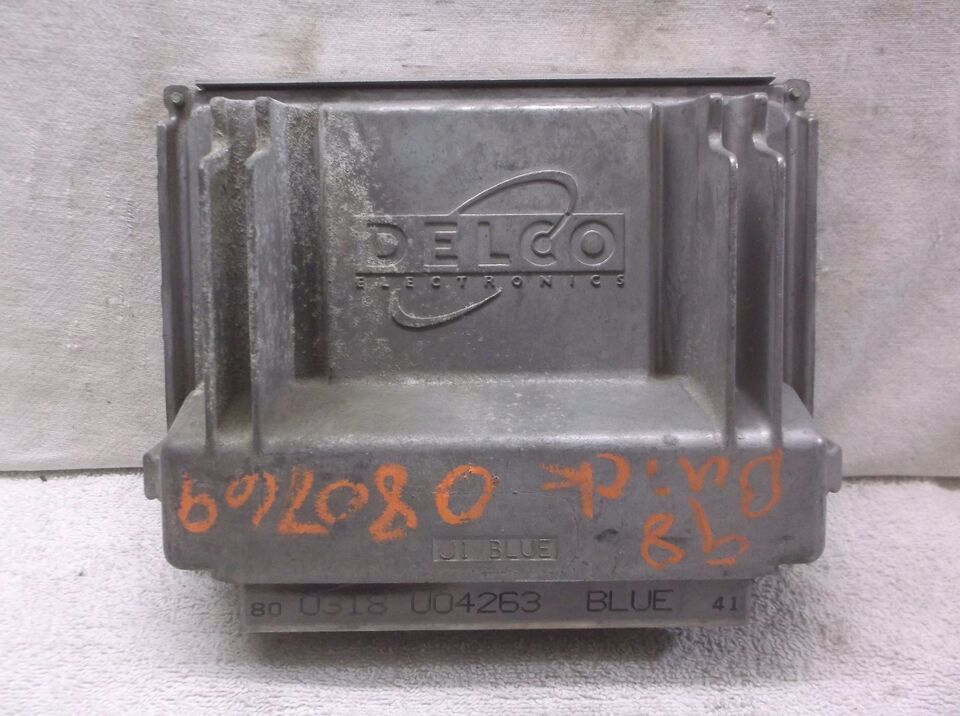 DELCO
ELECTRONICS
98
Buick
080769
J1 BLUE
80 0318 U04263 BLUE 41